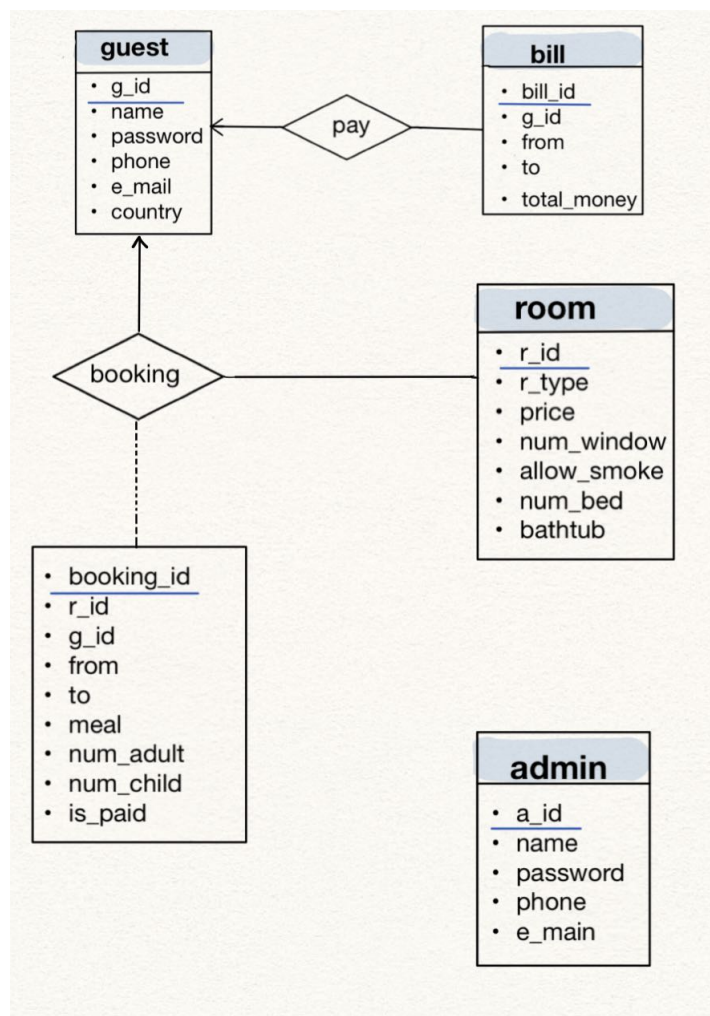 guest
• g_id
• name
• password
• phone
• e_mail
• country
pay
bill
• bill_id
• g_id
• from
• to
• total_money
booking
room
• r_id
• r_type
• price
• num_window
• allow_smoke
• num_bed
• bathtub
• booking_id
• r_id
• g_id
• from
• to
• meal
• num_adult
• num_child
• is_paid
admin
• a_id
• name
• password
• phone
• e_main